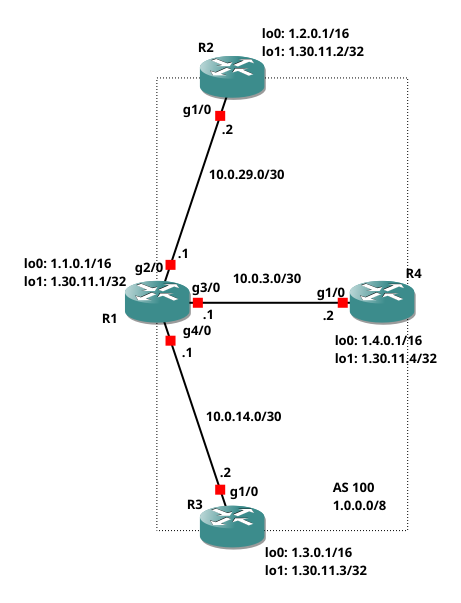 lo0: 1.2.0.1/16
R2
lo1: 1.30.11.2/32
g1/0
.2
10.0.29.0/30
.1
lo0: 1.1.0.1/16
g2/0
lo1: 1.30.11.1/32
g3/0
10.0.3.0/30
g1/0
R4
R1
.1
.2
g4/0
.1
lo0: 1.4.0.1/16
lo1: 1.30.11.4/32
10.0.14.0/30
.2
g1/0
R3
AS 100
1.0.0.0/8
lo0: 1.3.0.1/16
lo1: 1.30.11.3/32